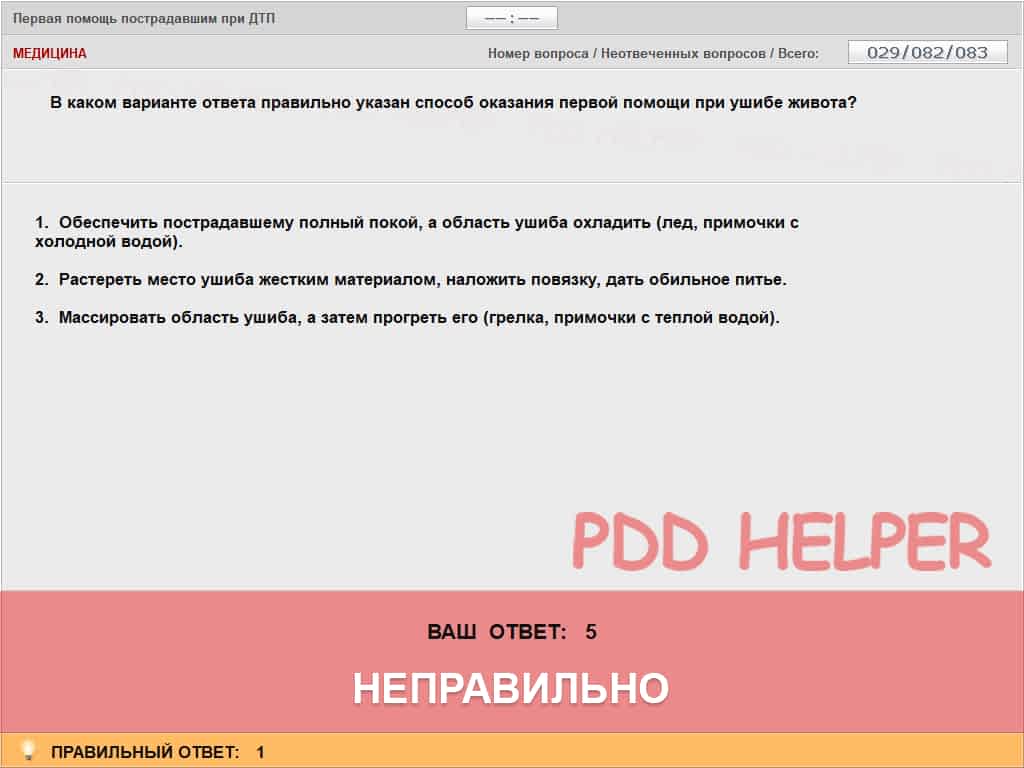 Первая помощь пострадавшим при ДТП
—— : ——
МЕДИЦИНА
Номер вопроса / Неотвеченных вопросов / Всего:
029/082/083
В каком варианте ответа правильно указан способ оказания первой помощи при ушибе живота?
1. Обеспечить пострадавшему полный покой, а область ушиба охладить (лед, примочки с
холодной водой).
2. Растереть место ушиба жестким материалом, наложить повязку, дать обильное питье.
3. Массировать область ушиба, а затем прогреть его (грелка, примочки с теплой водой).
PDD HELPER
ВАШ ОТВЕТ: 5
НЕПРАВИЛЬНО
ПРАВИЛЬНЫЙ ОТВЕТ: 1